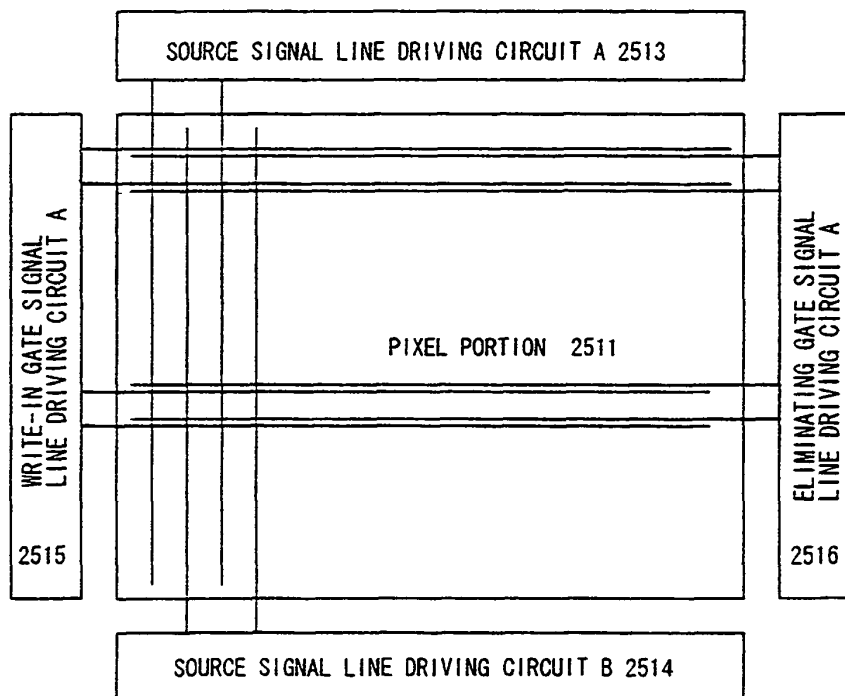 SOURCE SIGNAL LINE DRIVING CIRCUIT A 2513
WRITE-IN GATE SIGNAL
LINE DRIVING CIRCUIT A
2515
PIXEL PORTION 2511
ELIMINATING GATE SIGNAL
LINE DRIVING CIRCUIT A
2516
SOURCE SIGNAL LINE DRIVING CIRCUIT B 2514